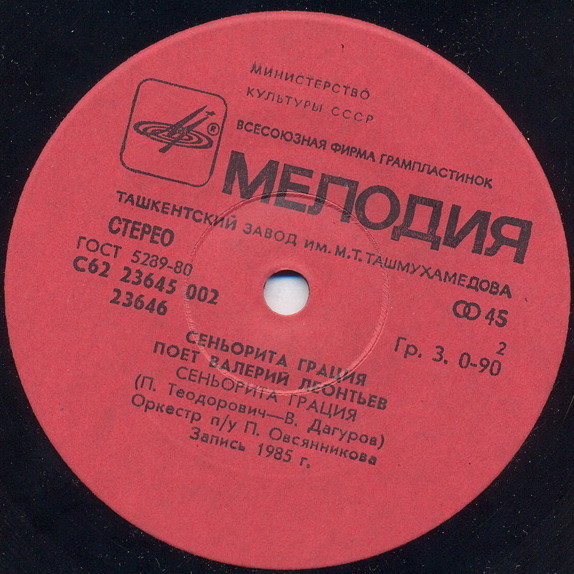 МИНИСТЕРСТВО
КУЛЬТУРЫ СССР
ВСЕСОЮЗНАЯ ФИРМА ГРАМПЛАСТИНОК
®
МЕЛОДИЯ
ТАШКЕНТСКИЙ ЗАВОД ИМ. М.Т. ТАШМУХАМЕДОВА
СТЕРЕО
ГОСТ 5289-80
С62 23645 002
23646
45
2
Гр. 3. 0-90
СЕНЬОРИТА ГРАЦИЯ
ПОЕТ ВАЛЕРИЙ ЛЕОНТЬЕВ
СЕНЬОРИТА ГРАЦИЯ
(П. Теодорович—В. Дагуров)
Оркестр п/у П. Овсянникова
Запись 1985 г.